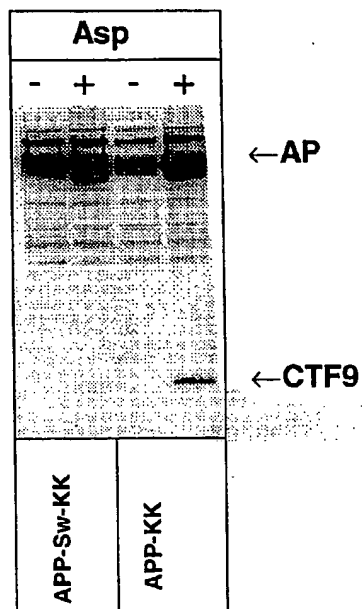 Asp
- + - +
←AP
←CTF9
APP-Sw-KK
APP-KK